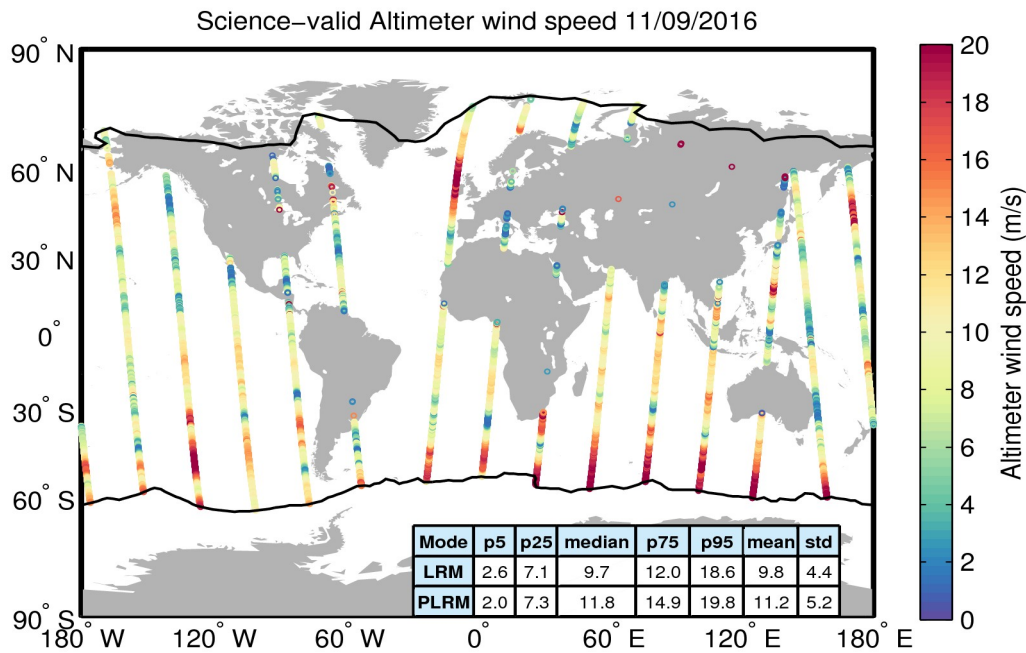 Science−valid Altimeter wind speed 11/09/2016
90° N
60° N
30° N
0°
30° S
60° S
90° S
180° W
120° W
60° W
0°
60° E
120° E
180° E
Mode p5 p25 median p75 p95 mean std
LRM 2.6 7.1 9.7 12.0 18.6 9.8 4.4
PLRM 2.0 7.3 11.8 14.9 19.8 11.2 5.2
20
18
16
14
12
10
8
6
4
2
0
Altimeter wind speed (m/s)